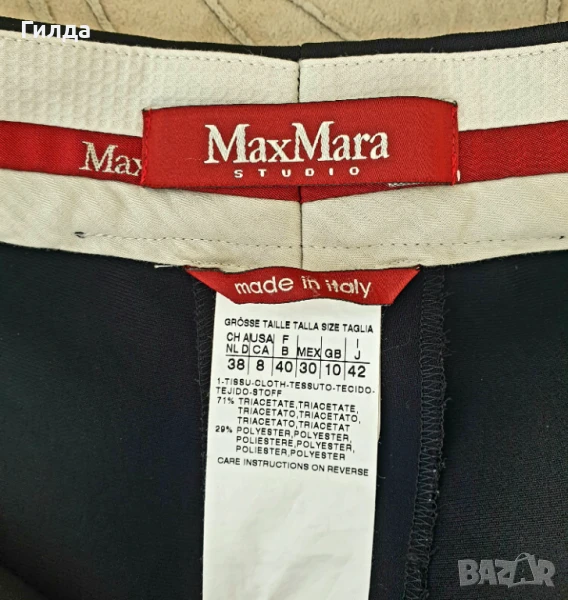 Гилда
MaxMara
STUDIO
Max
made in italy
GRÖSSE TAILLE TALLA SIZE TAGLIA
CH AUSA F I
NL D CA B MEX GB J
38 8 40 30 10 42
1-TISSU-CLOTH-TESSUTO-TECIDO-
TEJIDO-STOFF
71% TRIACETATE,TRIACETATE,
TRIACETATO,TRIACETATO,
TRIACETATO,TRIACETAT
29% POLYESTER,POLYESTER,
POLIESTERE,POLIESTER,
POLIESTER,POLYESTER
CARE INSTRUCTIONS ON REVERSE
BAZAR